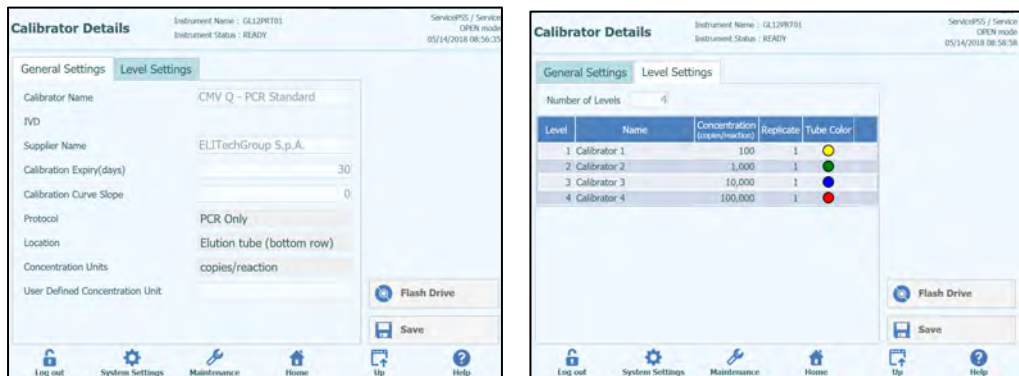 Calibrator Details
Instrument Name : GL12PRT01
Instrument Status : READY
ServicePSS / Service
OPEN mode
05/14/2018 08:56:35
General Settings Level Settings
Calibrator Name CMV Q - PCR Standard
IVD
Supplier Name ELITechGroup S.p.A.
Calibration Expiry(days) 30
Calibration Curve Slope 0
Protocol PCR Only
Location Elution tube (bottom row)
Concentration Units copies/reaction
User Defined Concentration Unit
Flash Drive
Save
Log out System Settings Maintenance Home Up Help
Calibrator Details
Instrument Name : GL12PRT01
Instrument Status : READY
ServicePSS / Service
OPEN mode
05/14/2018 08:58:58
General Settings Level Settings
Number of Levels 4
Level Name Concentration (copies/reaction) Replicate Tube Color
1 Calibrator 1 100 1
2 Calibrator 2 1,000 1
3 Calibrator 3 10,000 1
4 Calibrator 4 100,000 1
Flash Drive
Save
Log out System Settings Maintenance Home Up Help